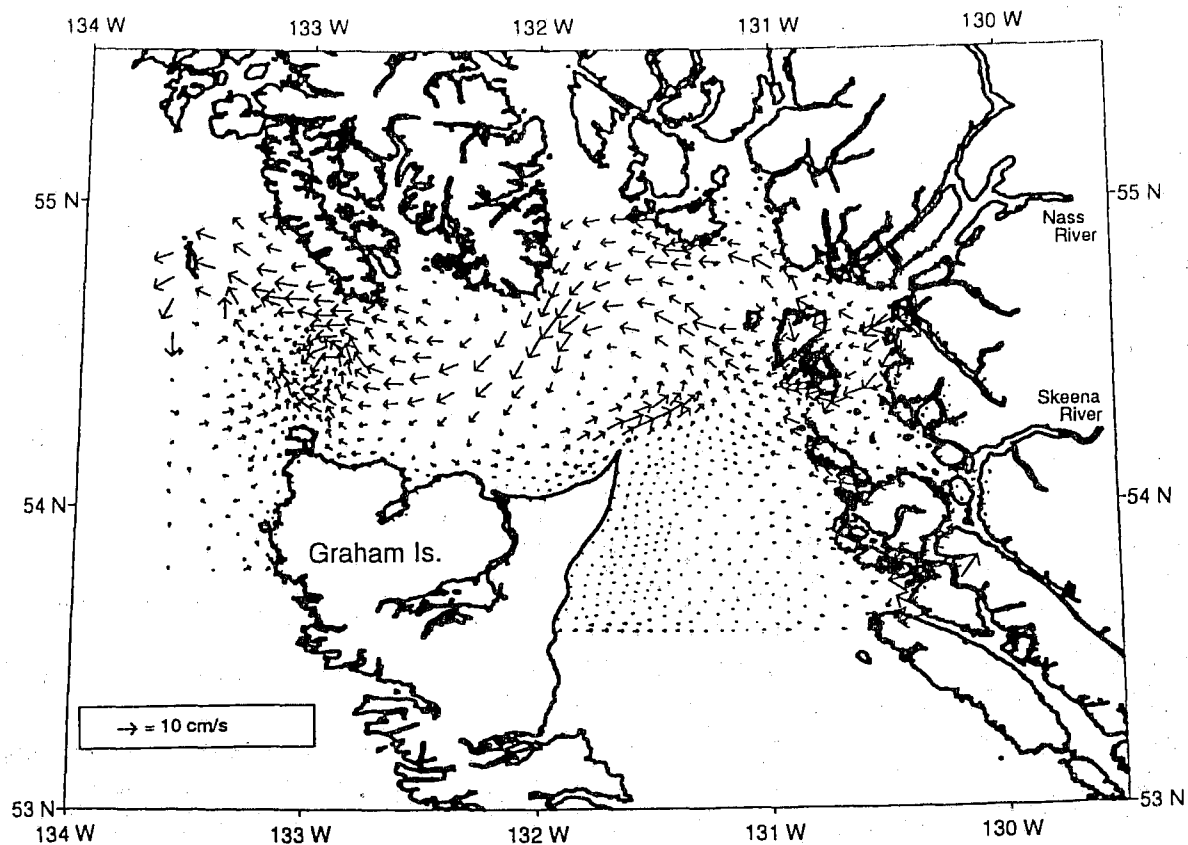 134 W 133 W 132 W 131 W 130 W
55 N 55 N
Nass
River
Skeena
River
54 N 54 N
Graham Is.
→ = 10 cm/s
53 N 53 N
134 W 133 W 132 W 131 W 130 W